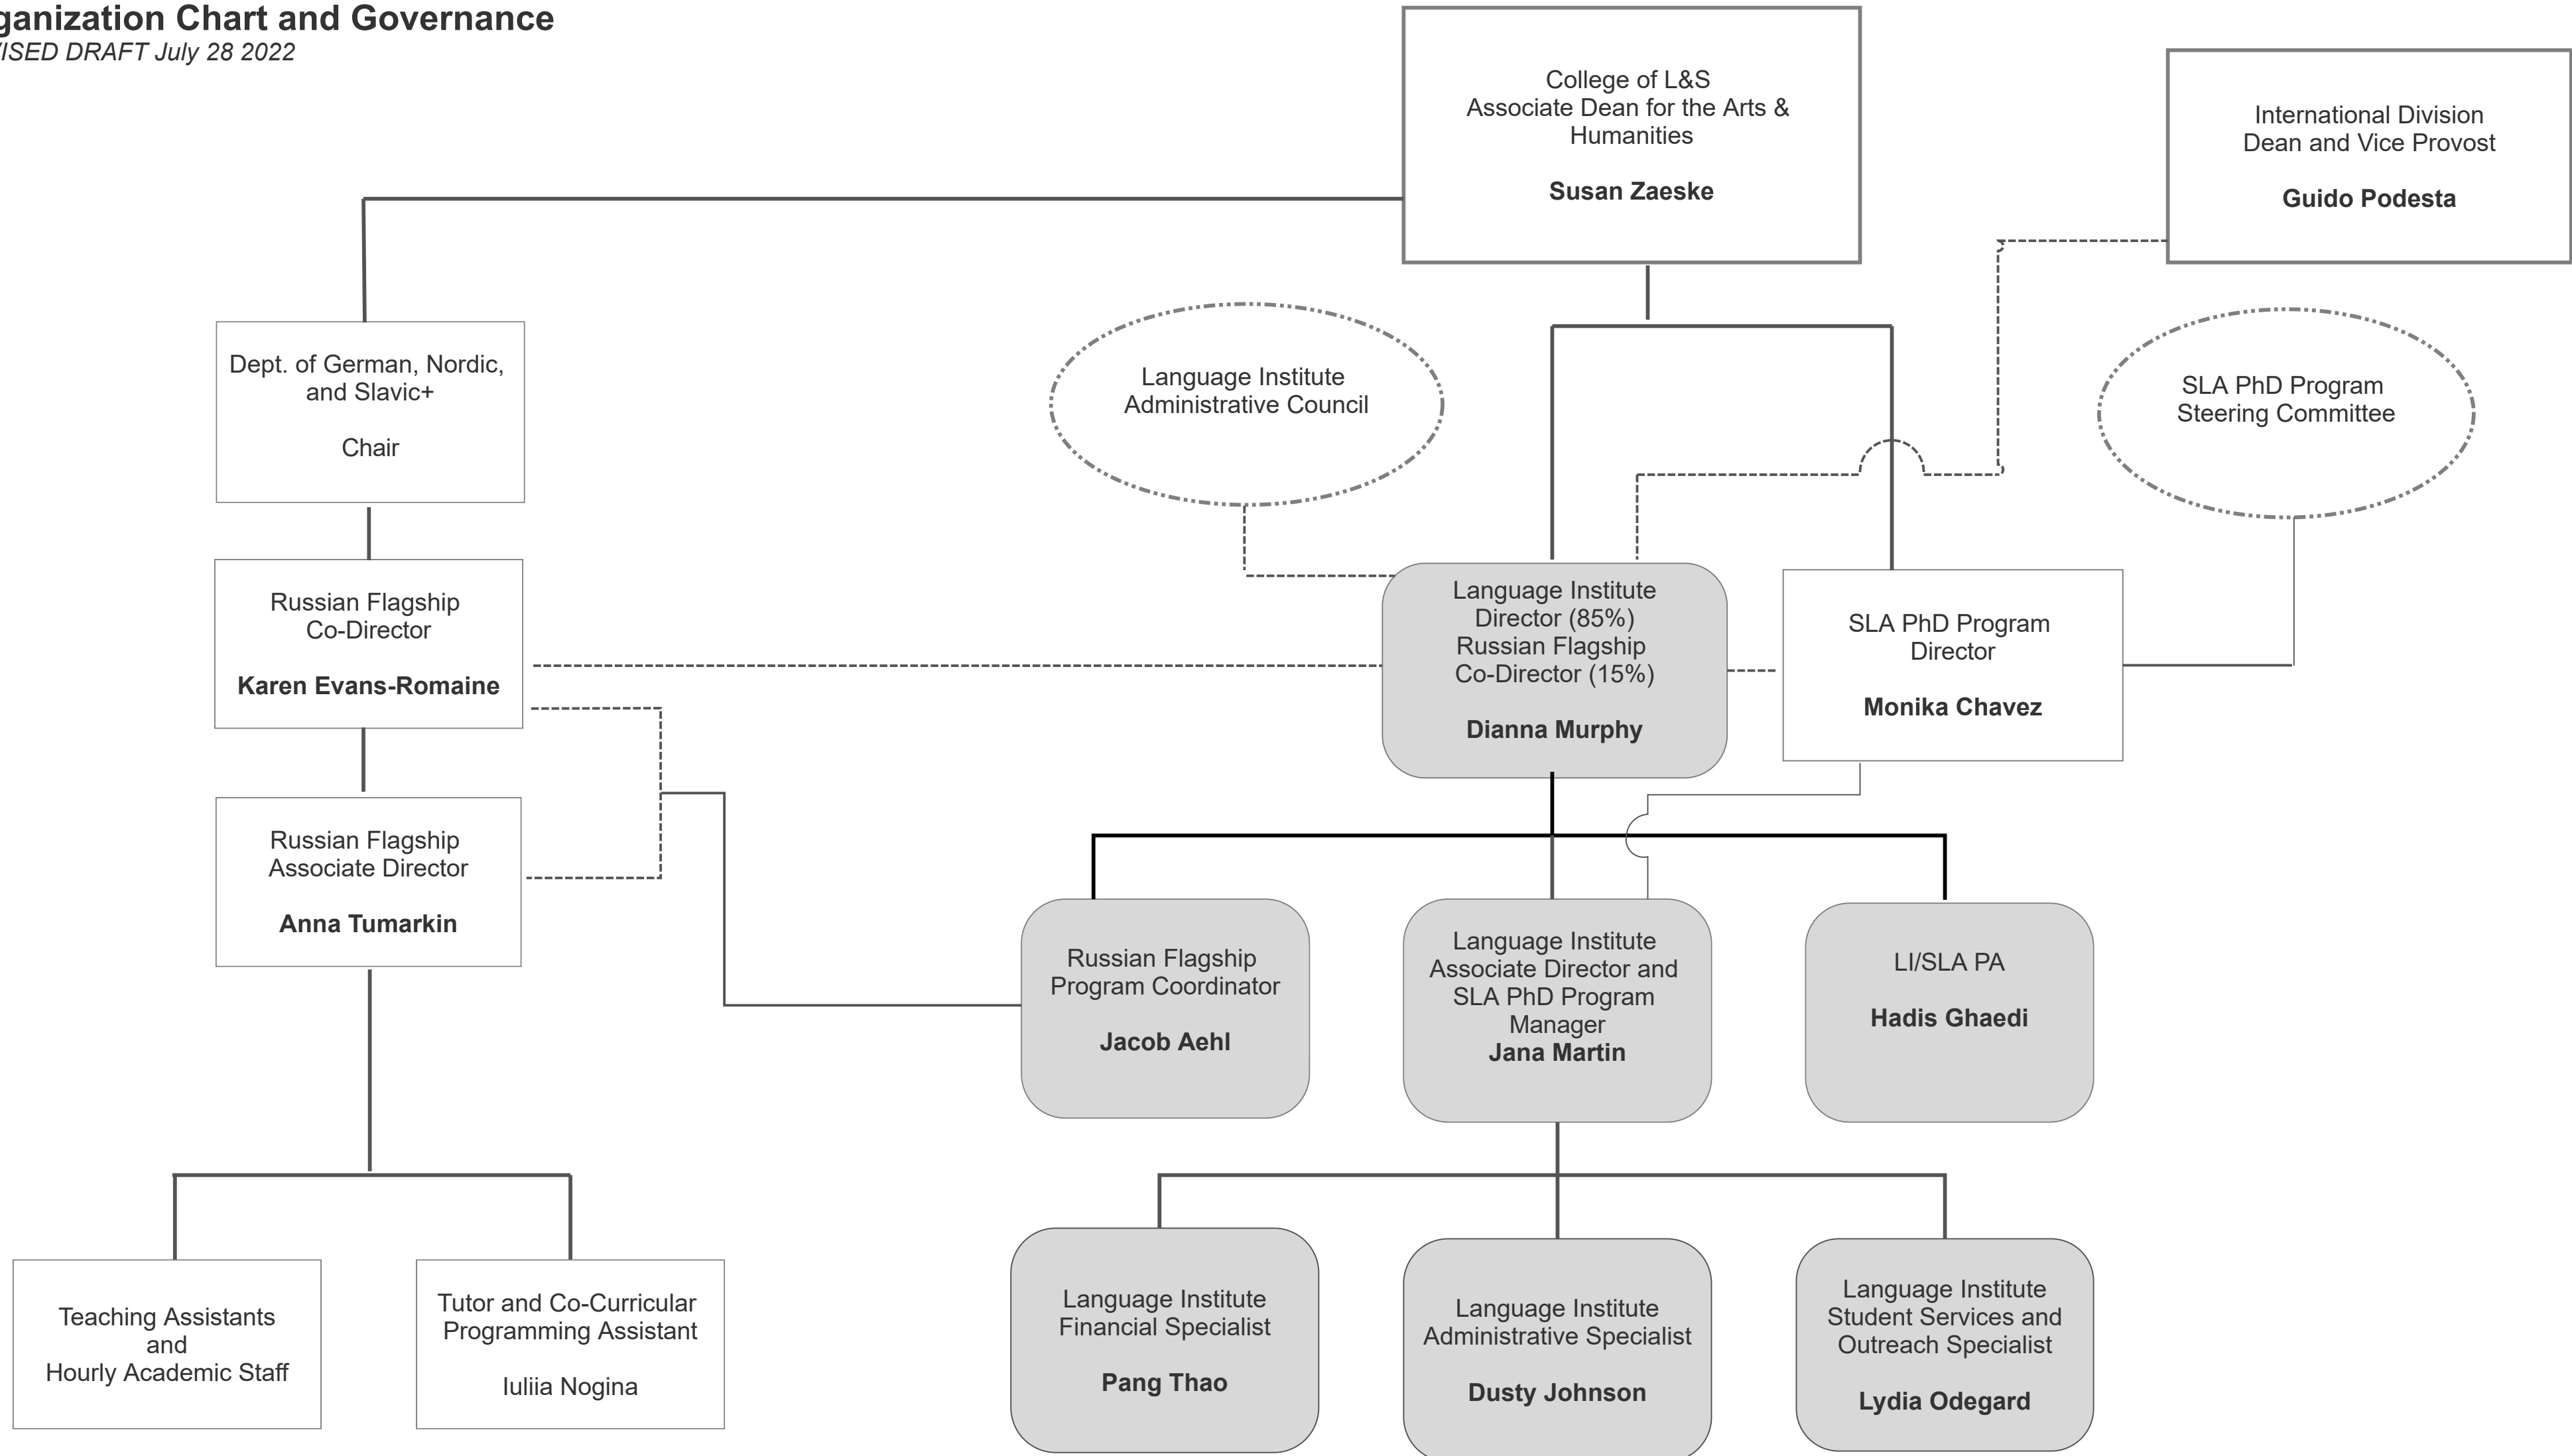 ganization Chart and Governance
ISED DRAFT July 28 2022
College of L&S
Associate Dean for the Arts &
Humanities
Susan Zaeske
International Division
Dean and Vice Provost
Guido Podesta
Dept. of German, Nordic,
and Slavic+
Chair
Language Institute
Administrative Council
SLA PhD Program
Steering Committee
Russian Flagship
Co-Director
Karen Evans-Romaine
Language Institute
Director (85%)
Russian Flagship
Co-Director (15%)
Dianna Murphy
SLA PhD Program
Director
Monika Chavez
Russian Flagship
Associate Director
Anna Tumarkin
Russian Flagship
Program Coordinator
Jacob Aehl
Language Institute
Associate Director and
SLA PhD Program
Manager
Jana Martin
LI/SLA PA
Hadis Ghaedi
Teaching Assistants
and
Hourly Academic Staff
Tutor and Co-Curricular
Programming Assistant
Iuliia Nogina
Language Institute
Financial Specialist
Pang Thao
Language Institute
Administrative Specialist
Dusty Johnson
Language Institute
Student Services and
Outreach Specialist
Lydia Odegard